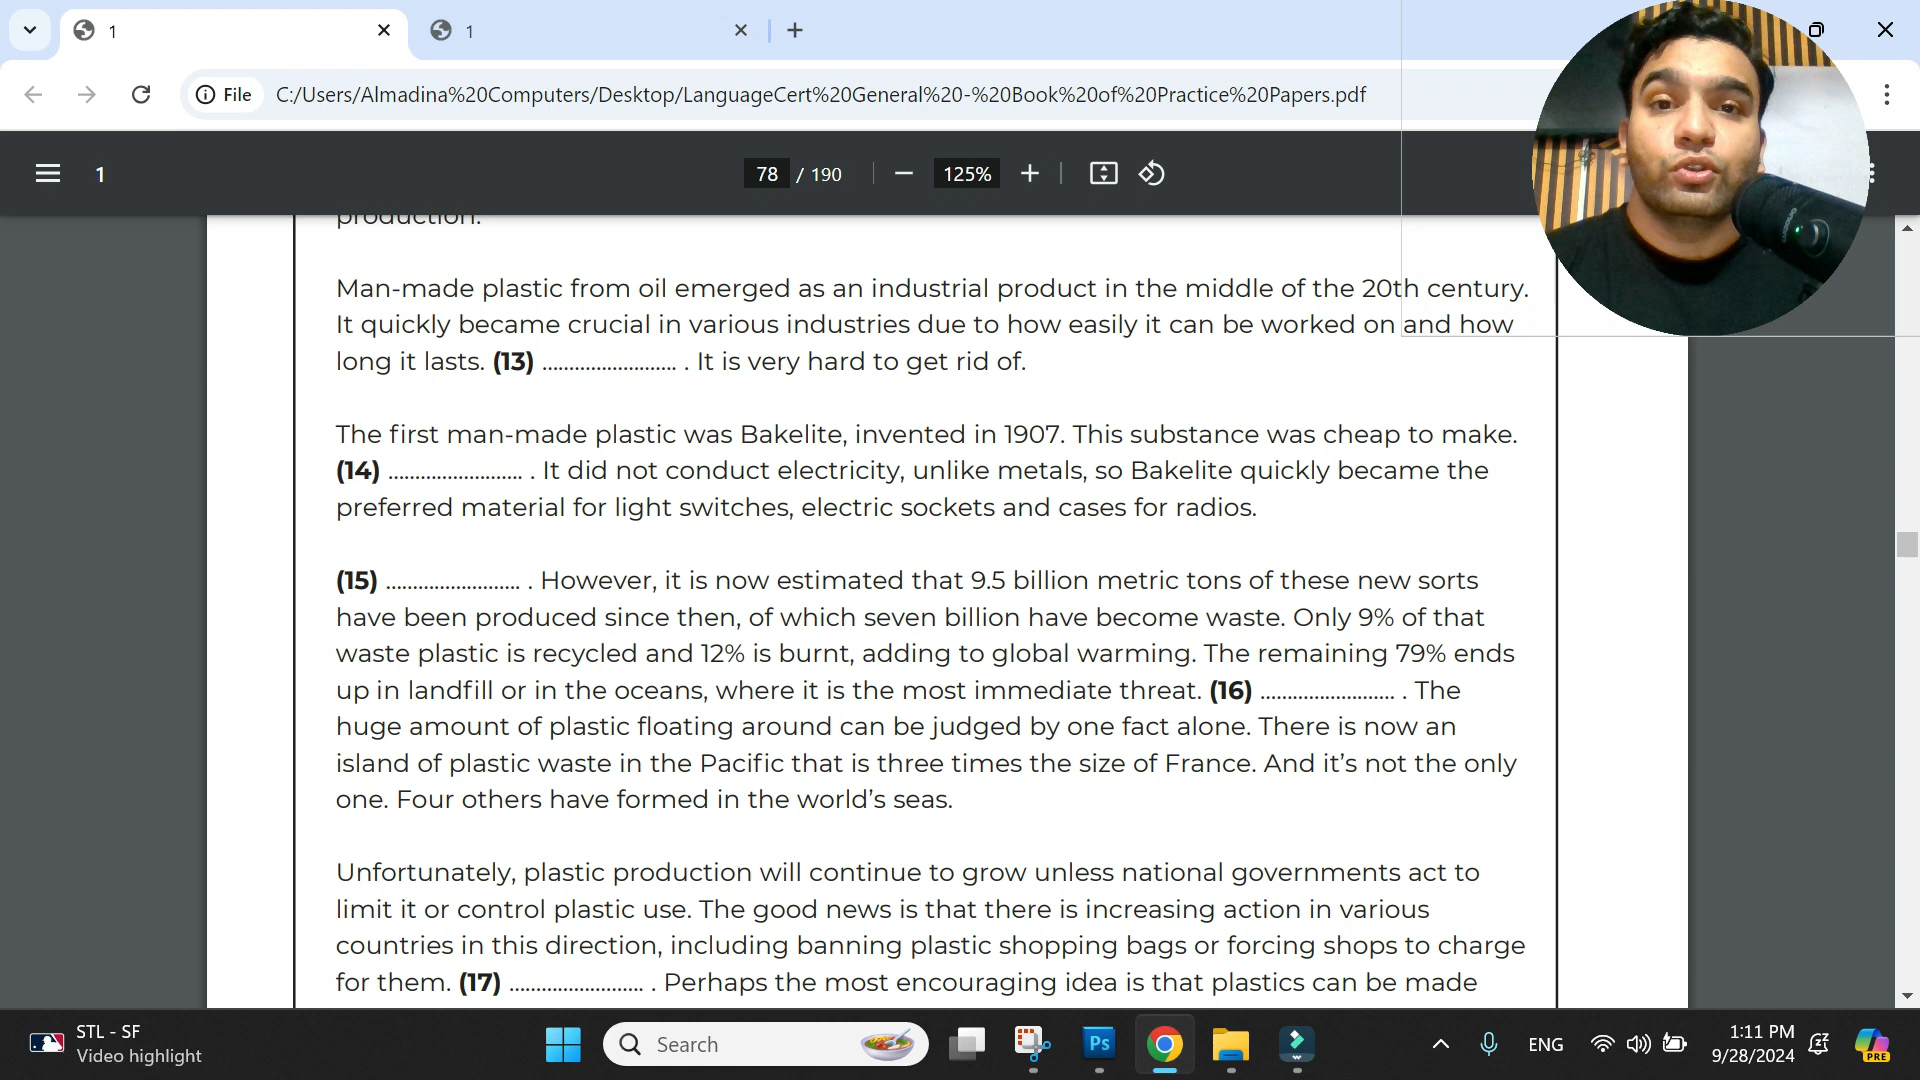 1
1
File
C:/Users/Almadina%20Computers/Desktop/LanguageCert%20General%20-%20Book%20of%20Practice%20Papers.pdf
1
78 / 190
125%
production.
Man-made plastic from oil emerged as an industrial product in the middle of the 20th century.
It quickly became crucial in various industries due to how easily it can be worked on and how
long it lasts. (13) ......................... . It is very hard to get rid of.
The first man-made plastic was Bakelite, invented in 1907. This substance was cheap to make.
(14) ......................... . It did not conduct electricity, unlike metals, so Bakelite quickly became the
preferred material for light switches, electric sockets and cases for radios.
(15) ......................... . However, it is now estimated that 9.5 billion metric tons of these new sorts
have been produced since then, of which seven billion have become waste. Only 9% of that
waste plastic is recycled and 12% is burnt, adding to global warming. The remaining 79% ends
up in landfill or in the oceans, where it is the most immediate threat. (16) ......................... . The
huge amount of plastic floating around can be judged by one fact alone. There is now an
island of plastic waste in the Pacific that is three times the size of France. And it's not the only
one. Four others have formed in the world's seas.
Unfortunately, plastic production will continue to grow unless national governments act to
limit it or control plastic use. The good news is that there is increasing action in various
countries in this direction, including banning plastic shopping bags or forcing shops to charge
for them. (17) ......................... . Perhaps the most encouraging idea is that plastics can be made
STL - SF
Video highlight
Search
Ps
ENG
1:11 PM
9/28/2024
PRE